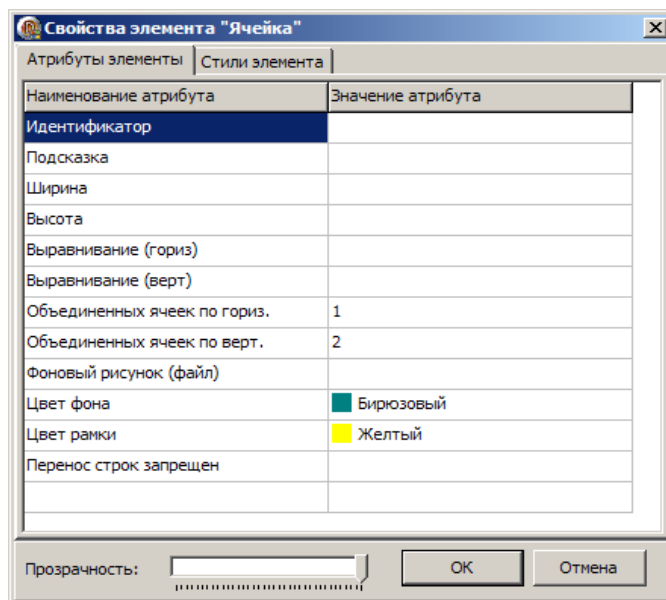 Свойства элемента "Ячейка"
Атрибуты элементы Стили элемента
Наименование атрибута Значение атрибута
Идентификатор
Подсказка
Ширина
Высота
Выравнивание (гориз)
Выравнивание (верт)
Объединенных ячеек по гориз. 1
Объединенных ячеек по верт. 2
Фоновый рисунок (файл)
Цвет фона Бирюзовый
Цвет рамки Желтый
Перенос строк запрещен
Прозрачность: OK Отмена